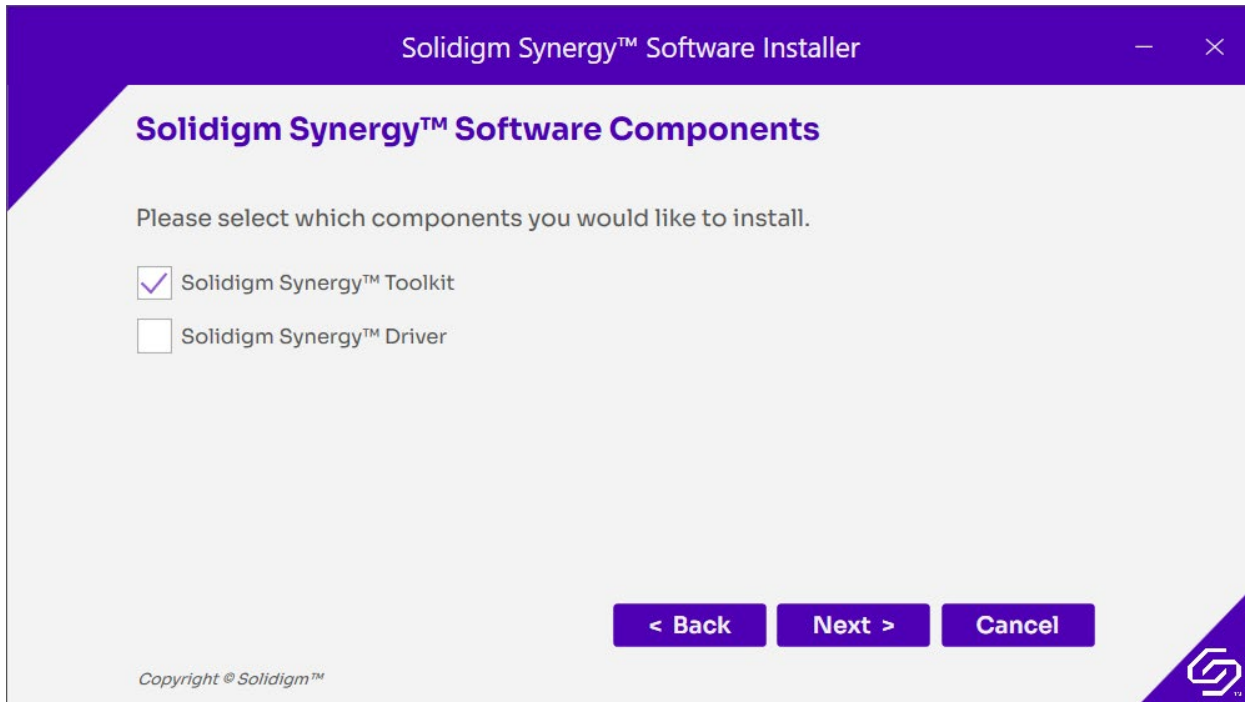 Solidigm Synergy™ Software Installer
Solidigm Synergy™ Software Components
Please select which components you would like to install.
Solidigm Synergy™ Toolkit
Solidigm Synergy™ Driver
< Back Next > Cancel
Copyright © Solidigm™